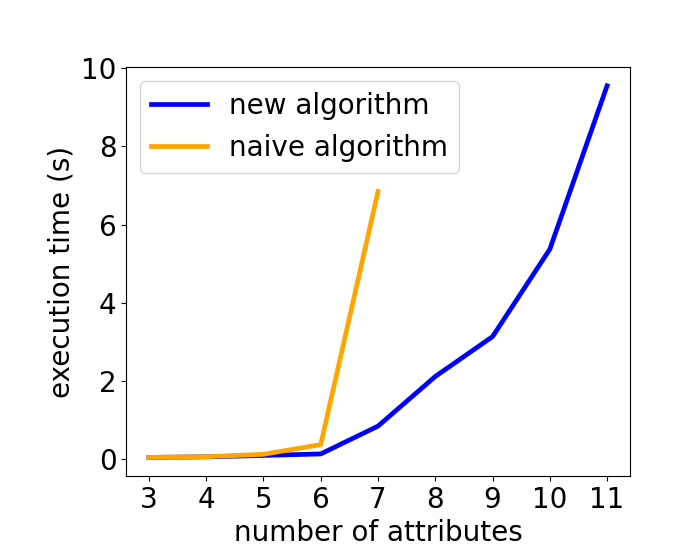 10
8
6
4
2
0
execution time (s)
new algorithm
naive algorithm
3 4 5 6 7 8 9 10 11
number of attributes